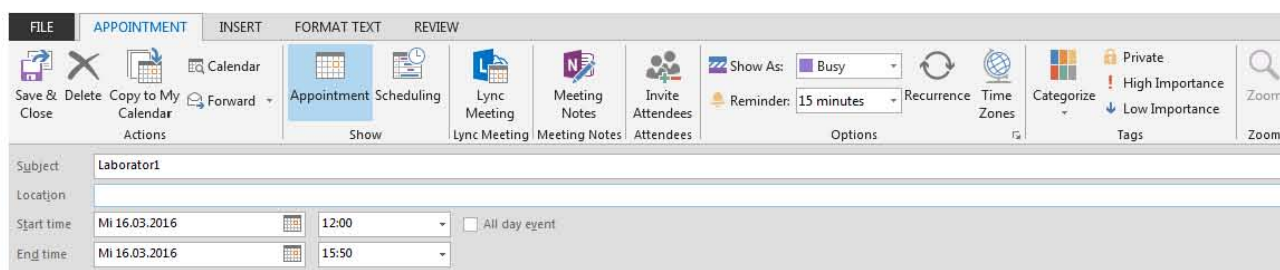 FILE APPOINTMENT INSERT FORMAT TEXT REVIEW
Save & Close Delete Copy to My Calendar Calendar Forward Appointment Scheduling Lync Meeting Meeting Notes Invite Attendees Show As: Busy Reminder: 15 minutes Recurrence Time Zones Categorize Private High Importance Low Importance Zoom
Actions Show Lync Meeting Meeting Notes Attendees Options Tags Zoom
Subject Laborator1
Location
Start time Mi 16.03.2016 12:00 All day event
End time Mi 16.03.2016 15:50